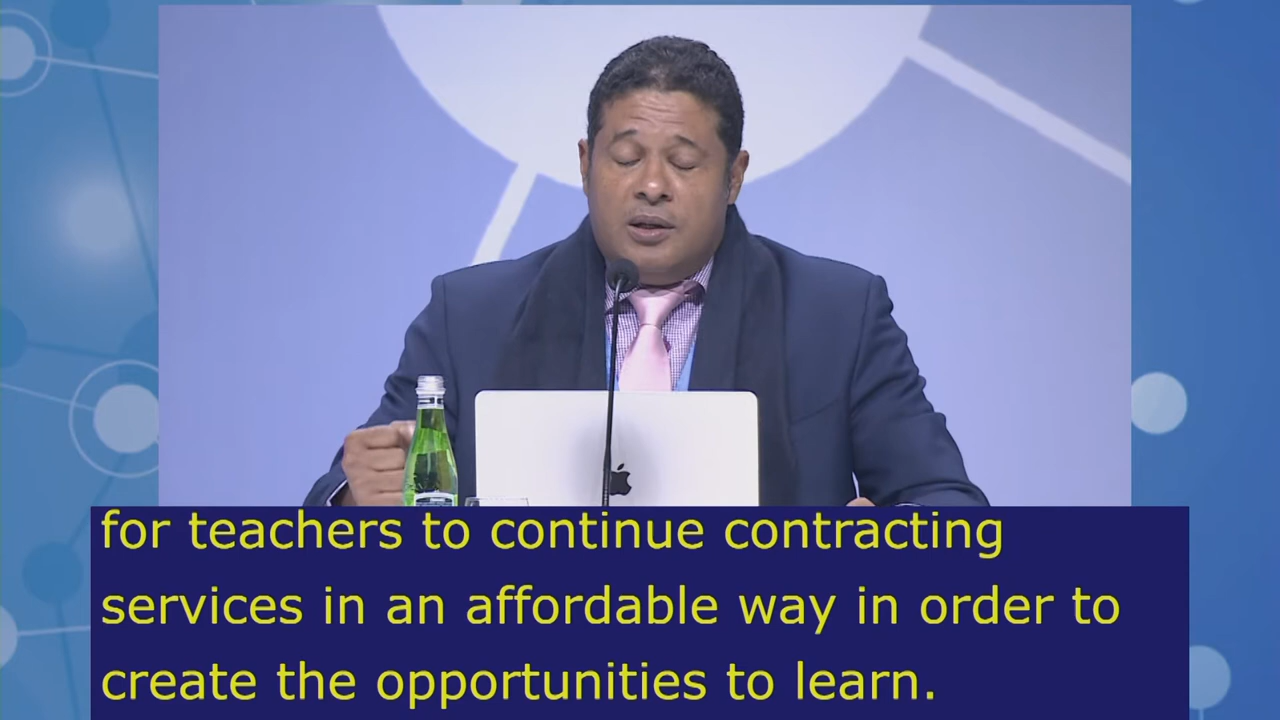 for teachers to continue contracting
services in an affordable way in order to
create the opportunities to learn.